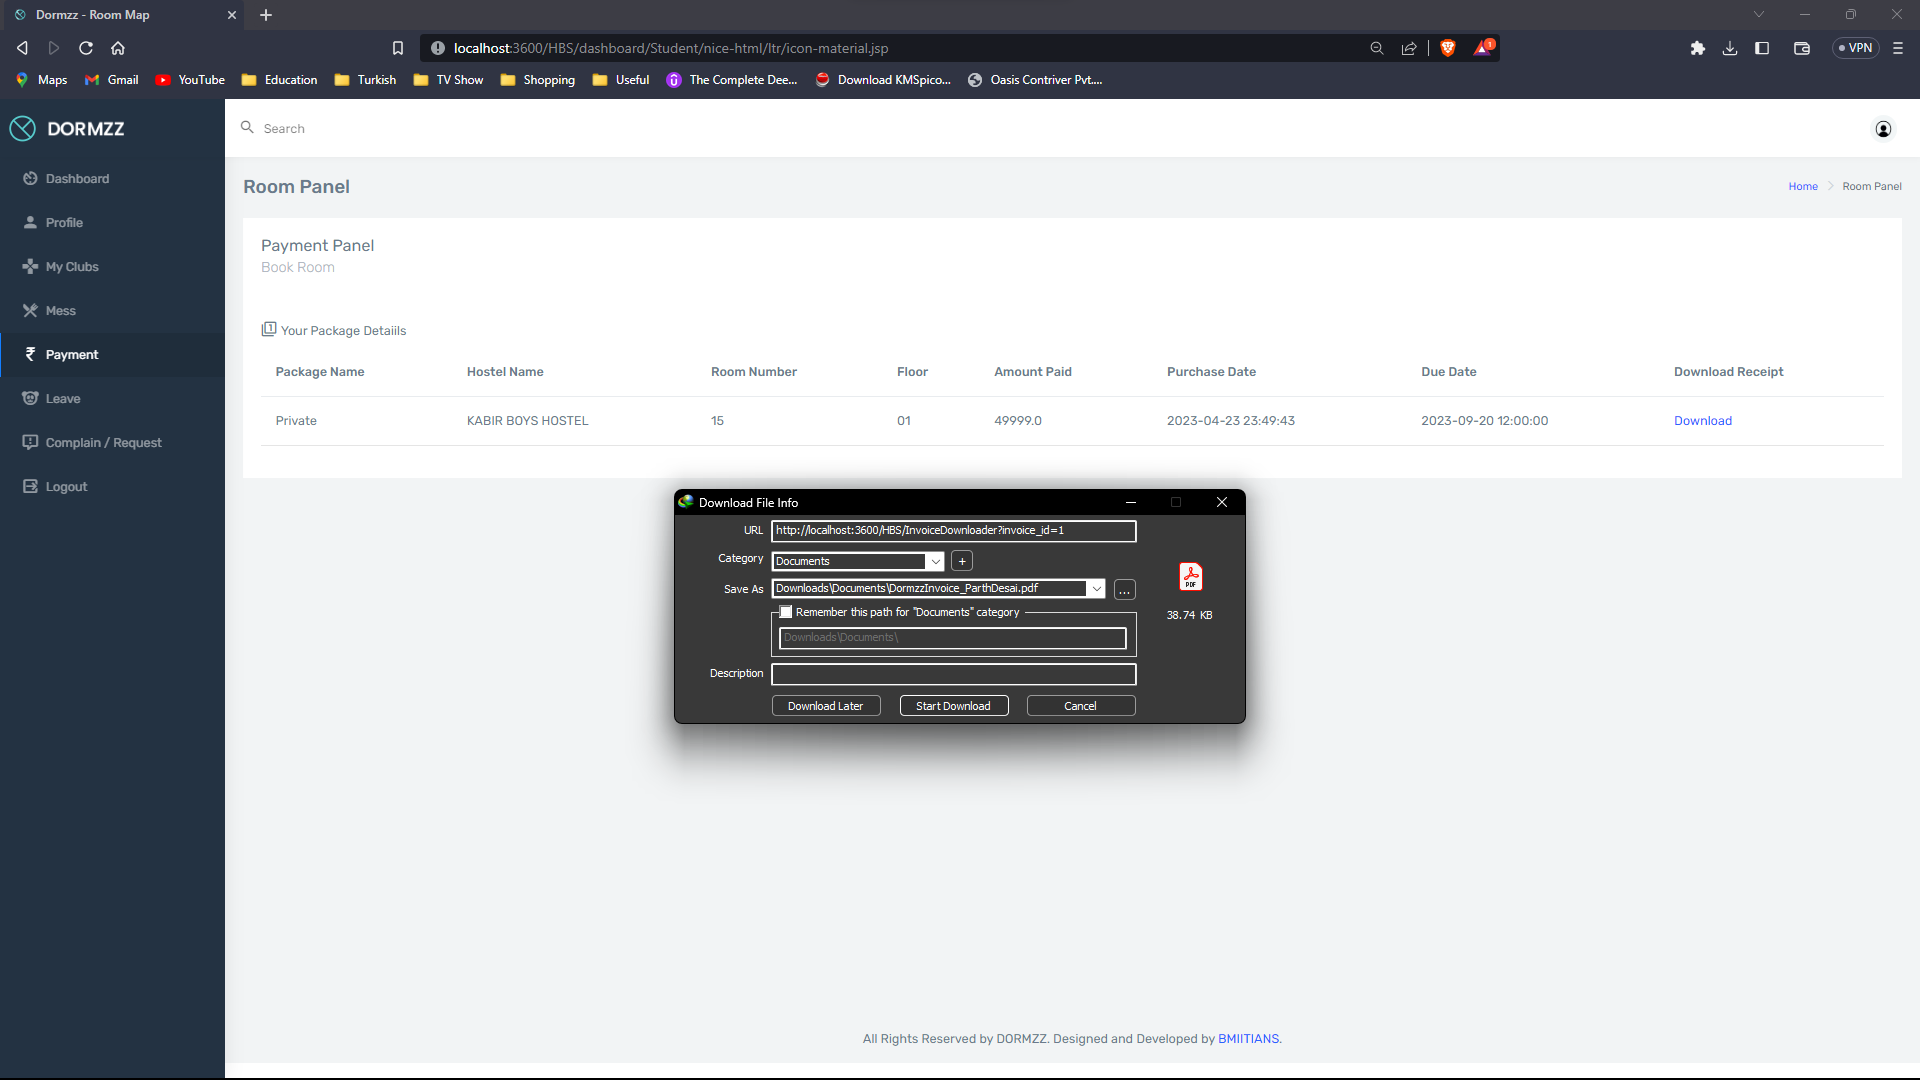 Dormzz - Room Map
localhost:3600/HBS/dashboard/Student/nice-html/ltr/icon-material.jsp
1
VPN
Maps
Gmail
YouTube
Education
Turkish
TV Show
Shopping
Useful
The Complete Dee...
Download KMSpico...
Oasis Contriver Pvt....
DORMZZ
Search
Dashboard
Profile
My Clubs
Mess
Payment
Leave
Complain / Request
Logout
Room Panel
Home > Room Panel
Payment Panel
Book Room
1 Your Package Detaiils
Package Name Hostel Name Room Number Floor Amount Paid Purchase Date Due Date Download Receipt
Private KABIR BOYS HOSTEL 15 01 49999.0 2023-04-23 23:49:43 2023-09-20 12:00:00 Download
Download File Info
URL http://localhost:3600/HBS/InvoiceDownloader?invoice_id=1
Category Documents +
Save As Downloads\Documents\DormzzInvoice_ParthDesai.pdf ...
PDF
38.74 KB
Remember this path for "Documents" category
Downloads\Documents\
Description
Download Later Start Download Cancel
All Rights Reserved by DORMZZ. Designed and Developed by BMIITIANS.